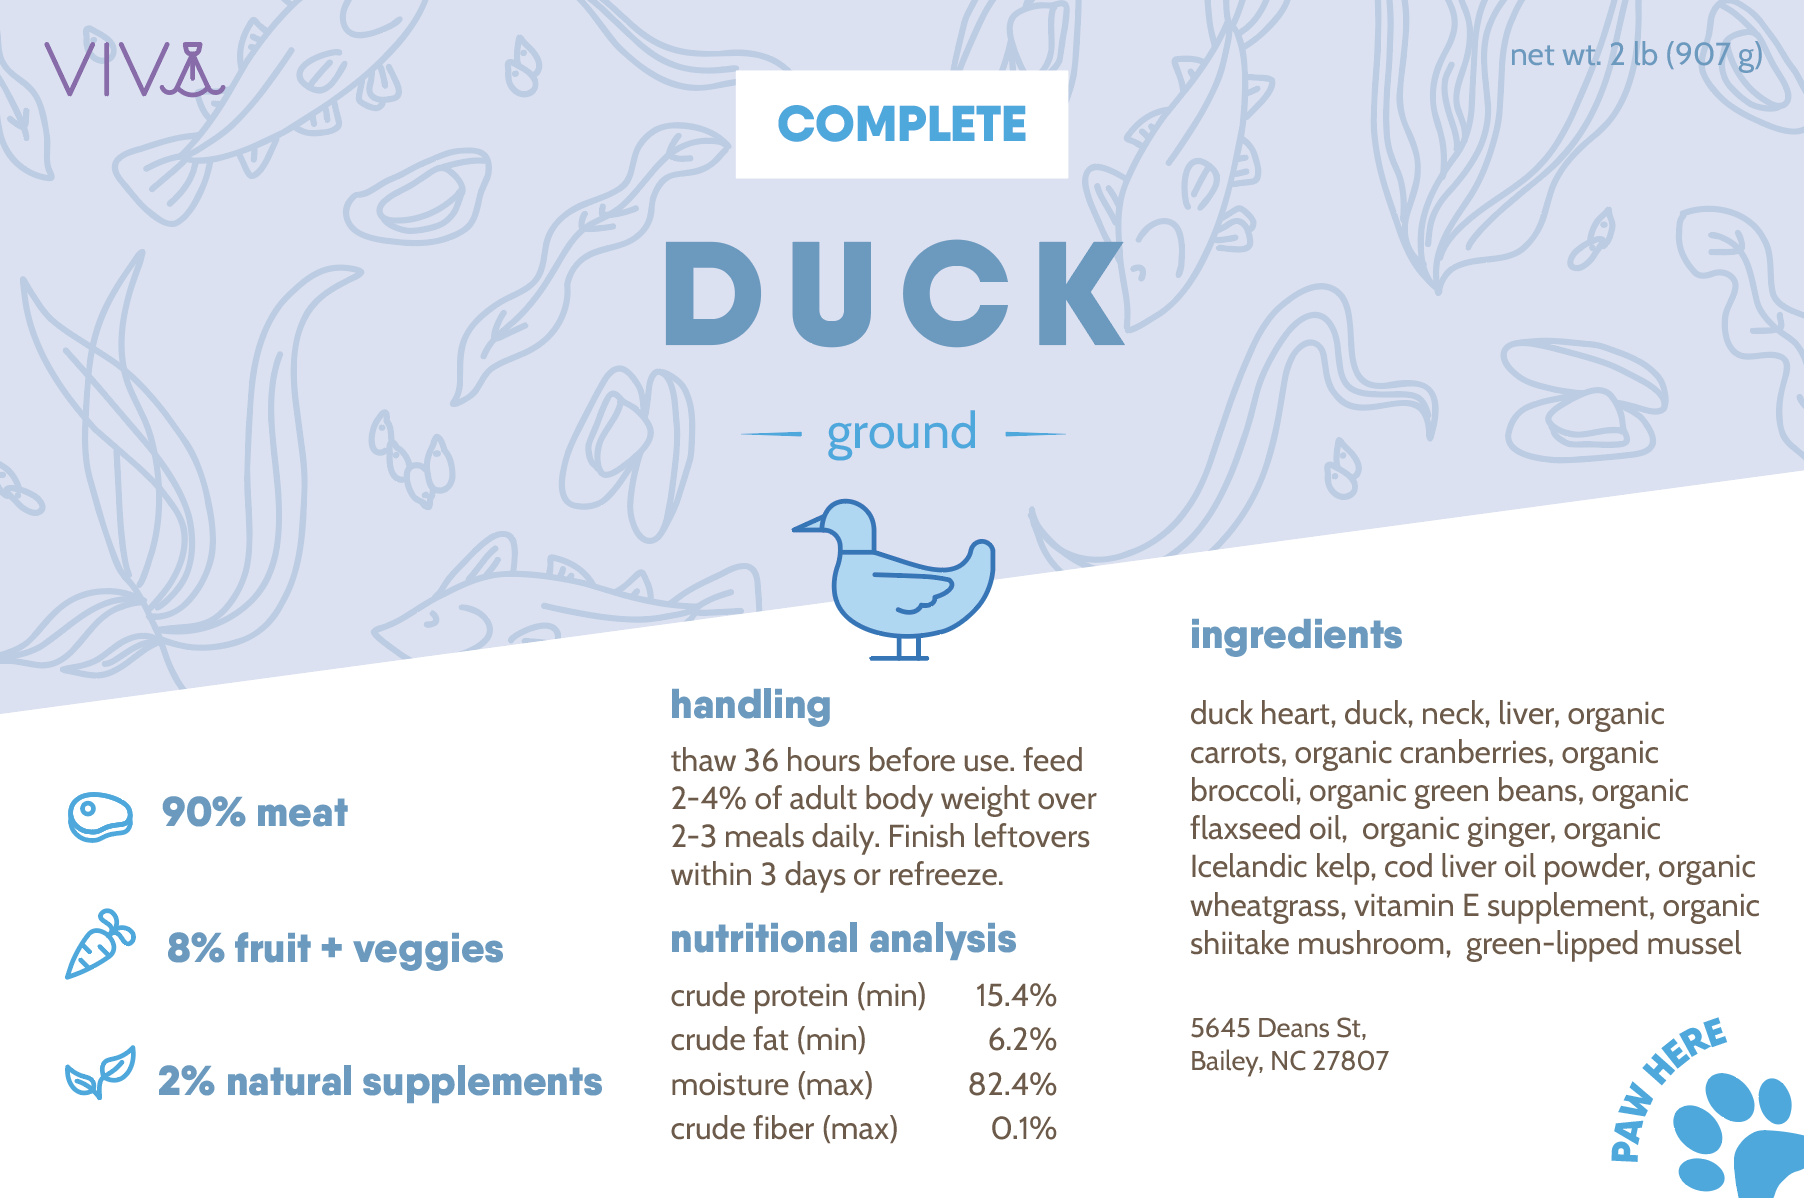 VIVA
net wt. 2 lb (907 g)
COMPLETE
DUCK
ground
90% meat
8% fruit + veggies
2% natural supplements
handling
thaw 36 hours before use. feed
2-4% of adult body weight over
2-3 meals daily. Finish leftovers
within 3 days or refreeze.
nutritional analysis
crude protein (min) 15.4%
crude fat (min) 6.2%
moisture (max) 82.4%
crude fiber (max) 0.1%
ingredients
duck heart, duck, neck, liver, organic
carrots, organic cranberries, organic
broccoli, organic green beans, organic
flaxseed oil,  organic ginger, organic
Icelandic kelp, cod liver oil powder, organic
wheatgrass, vitamin E supplement, organic
shiitake mushroom,  green-lipped mussel
5645 Deans St,
Bailey, NC 27807
PAW HERE